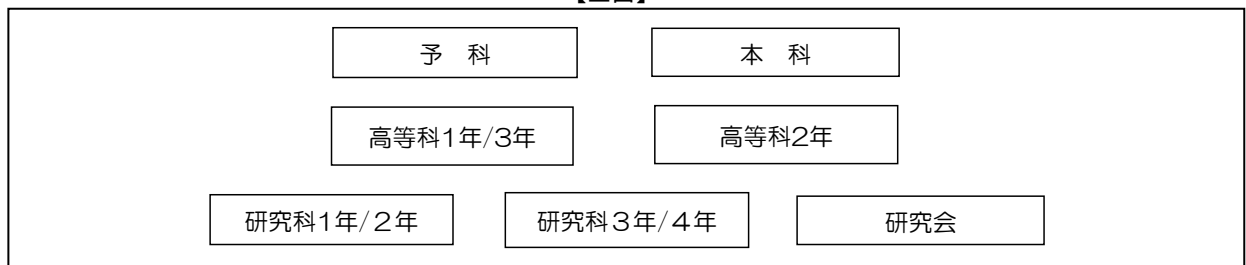 予　科　本　科
高等科1年/3年　高等科2年
研究科1年/２年　研究科３年/４年　研究会